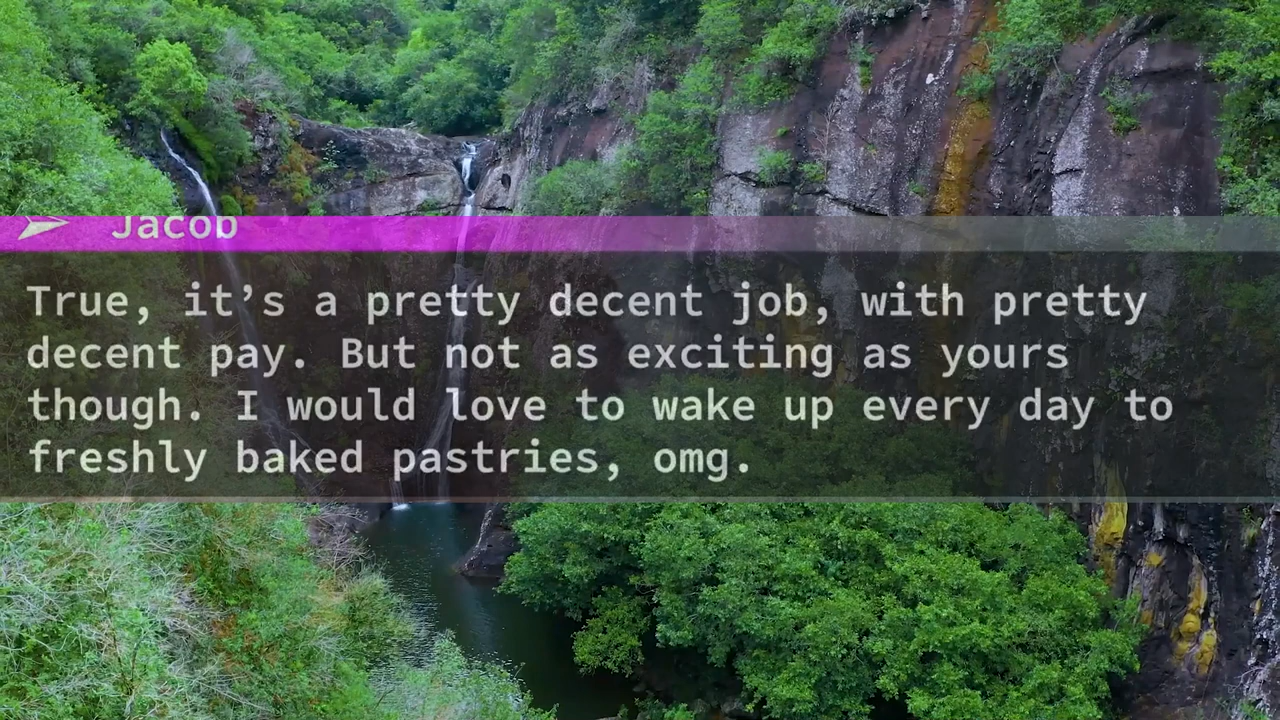 Jacob
True, it’s a pretty decent job, with pretty
decent pay. But not as exciting as yours
though. I would love to wake up every day to
freshly baked pastries, omg.